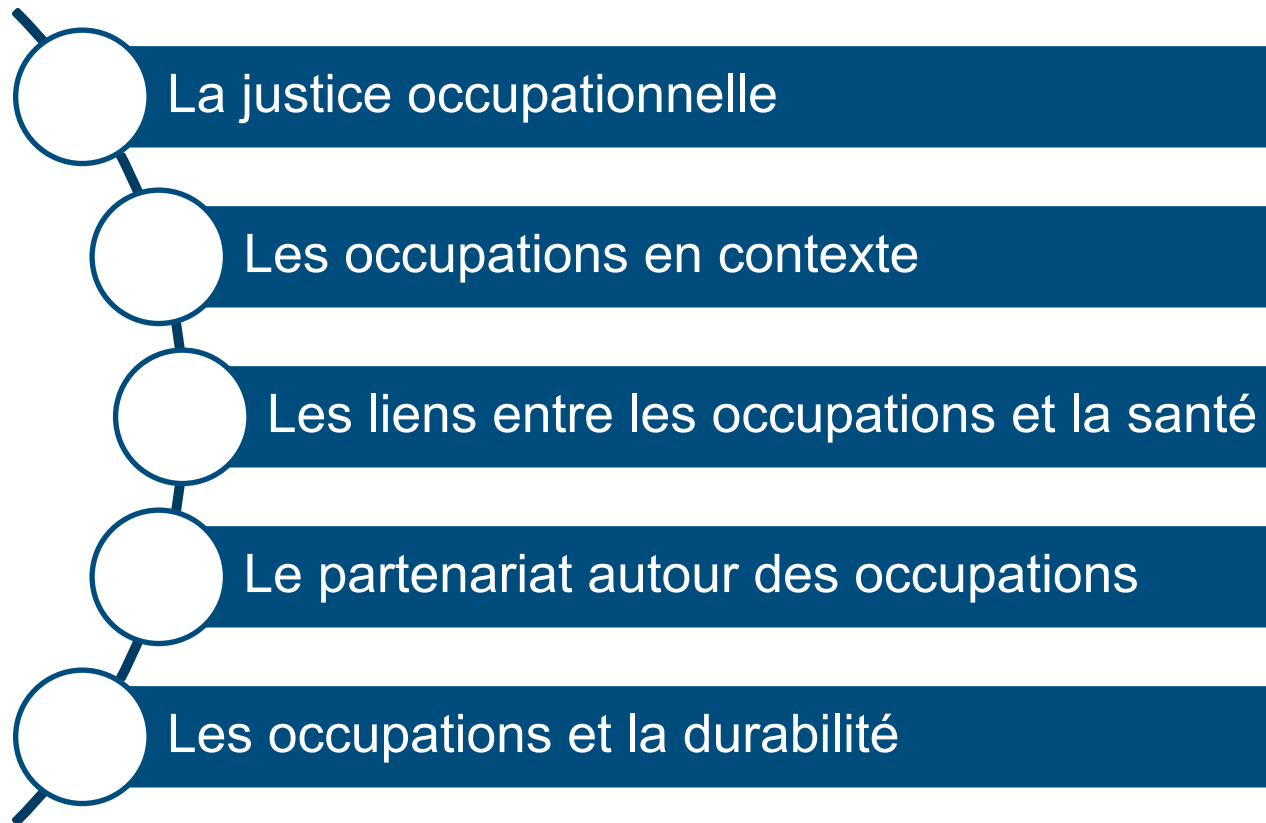 La justice occupationnelle
Les occupations en contexte
Les liens entre les occupations et la santé
Le partenariat autour des occupations
Les occupations et la durabilité